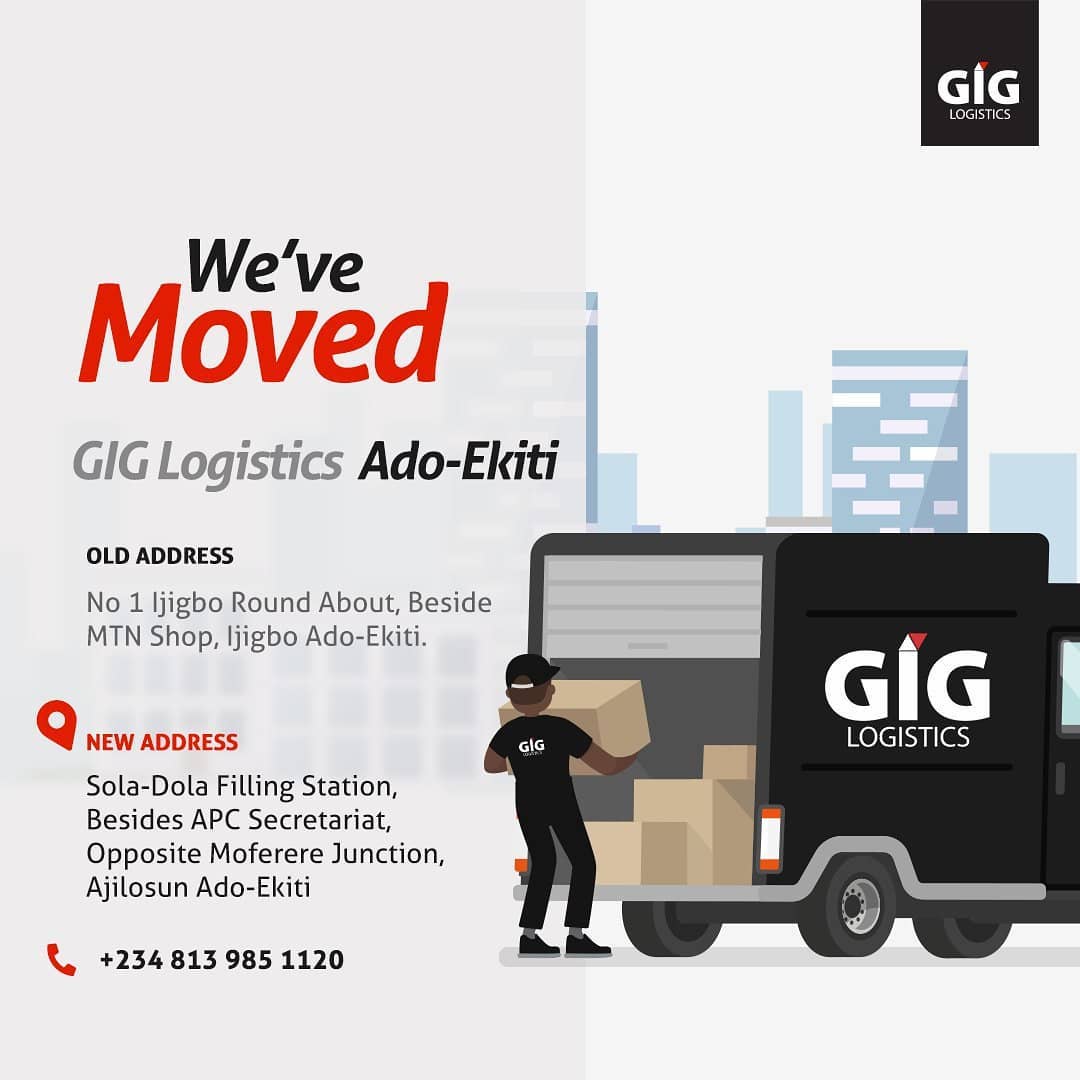 GIG
LOGISTICS
We've
Moved
GIG Logistics Ado-Ekiti
OLD ADDRESS
No 1 Ijigbo Round About, Beside
MTN Shop, Ijigbo Ado-Ekiti.
NEW ADDRESS
Sola-Dola Filling Station,
Besides APC Secretariat,
Opposite Moferere Junction,
Ajilosun Ado-Ekiti
+234 813 985 1120
GIG
LOGISTICS
GIG
LOGISTICS